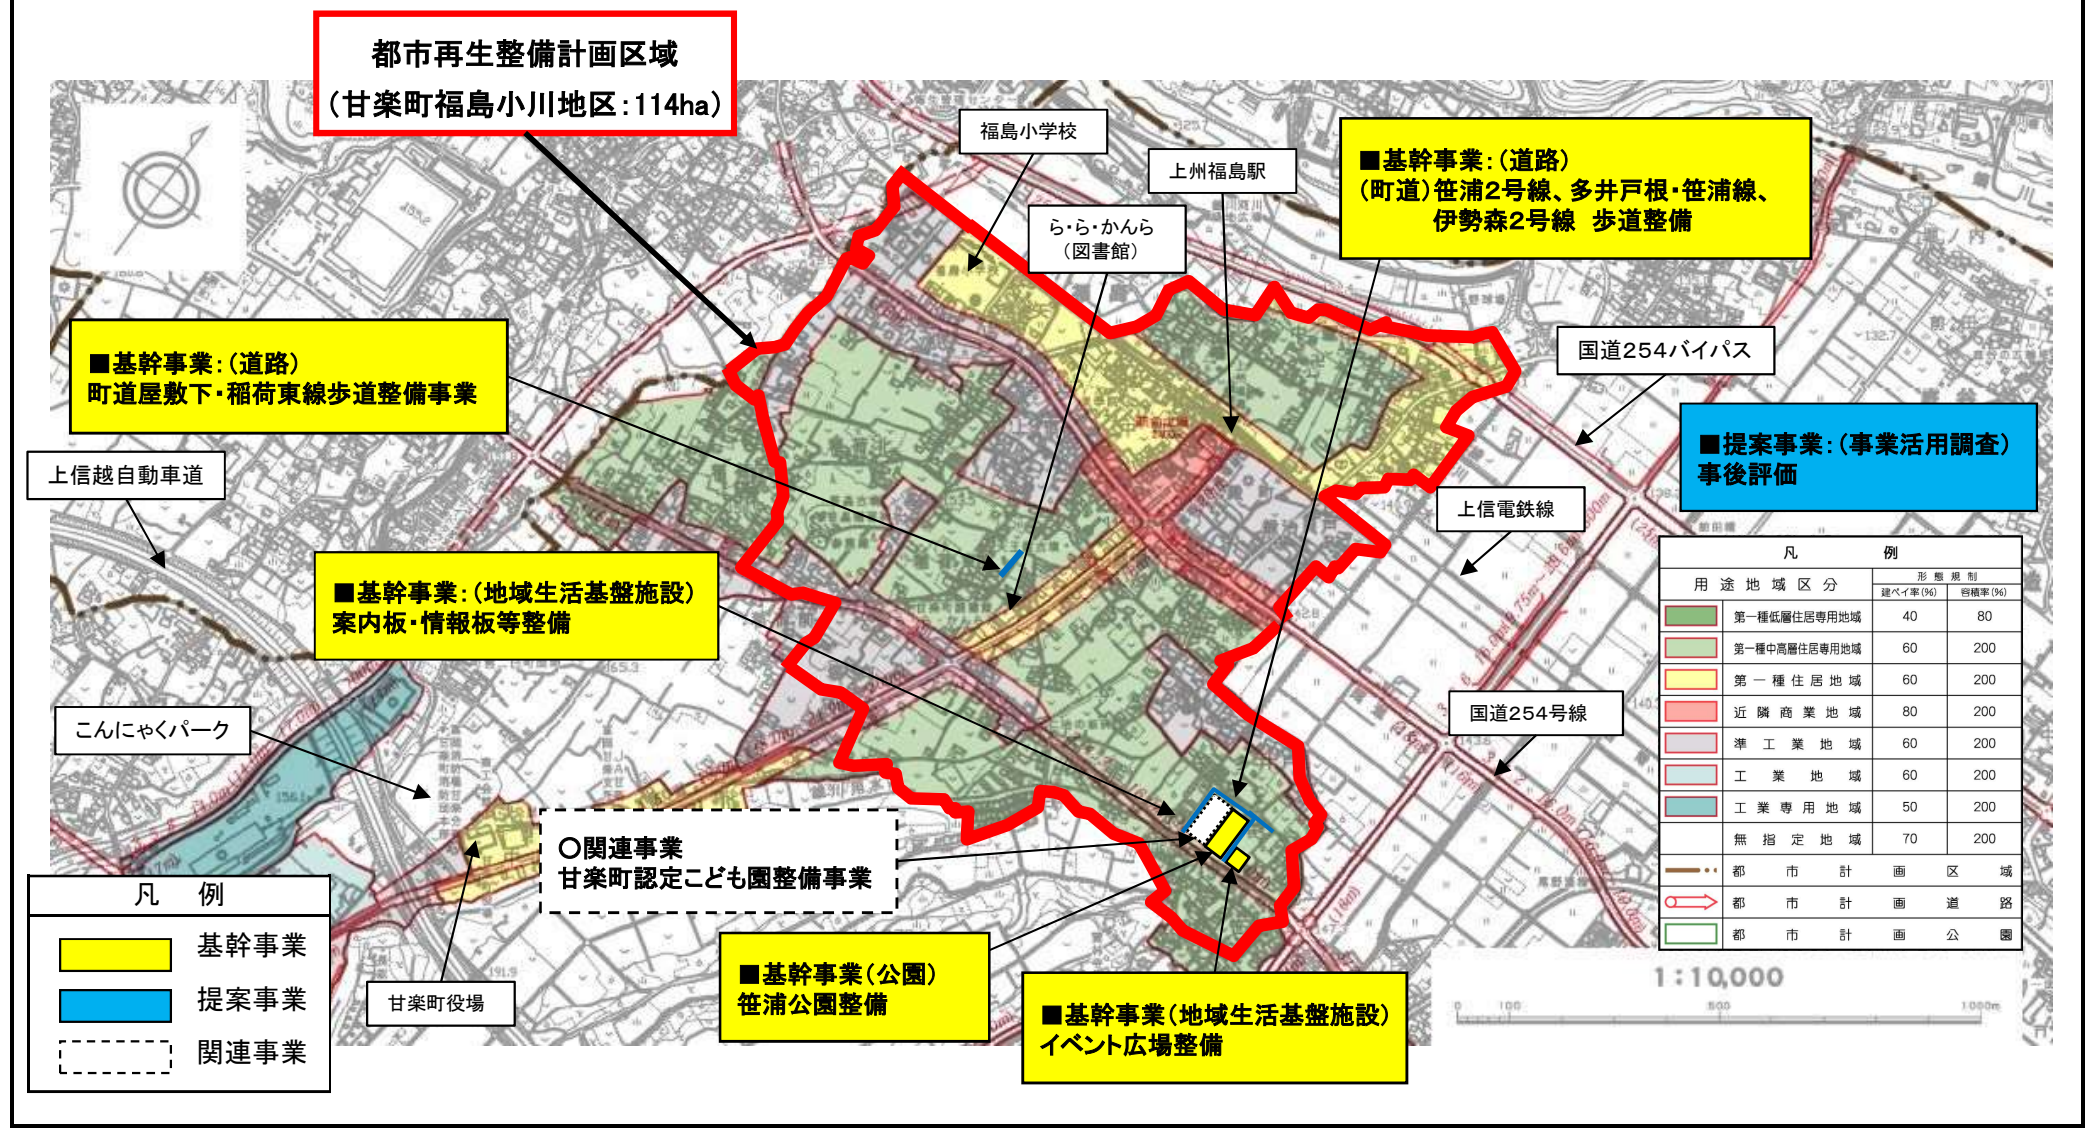 都市再生整備計画区域
（甘楽町福島小川地区：114ha）
福島小学校
上州福島駅
ら・ら・かんら
（図書館）
■基幹事業：（道路）
（町道）笹浦2号線、多井戸根・笹浦線、
伊勢森2号線　歩道整備
■基幹事業：（道路）
町道屋敷下・稲荷東線歩道整備事業
国道254バイパス
■提案事業：（事業活用調査）
事後評価
上信越自動車道
上信電鉄線
■基幹事業：（地域生活基盤施設）
案内板・情報板等整備
こんにゃくパーク
国道254号線
○関連事業
甘楽町認定こども園整備事業
■基幹事業（公園）
笹浦公園整備
■基幹事業（地域生活基盤施設）
イベント広場整備
甘楽町役場
凡　例
基幹事業
提案事業
関連事業
凡　例
用途地域区分　形態規制
建ペイ率(%)　容積率(%)
第一種低層住居専用地域　40　80
第一種中高層住居専用地域　60　200
第一種住居地域　60　200
近隣商業地域　80　200
準工業地域　60　200
工業地域　60　200
工業専用地域　50　200
無指定地域　70　200
都市計画区域
都市計画道路
都市計画公園
1：10,000
0　100　500　1000m